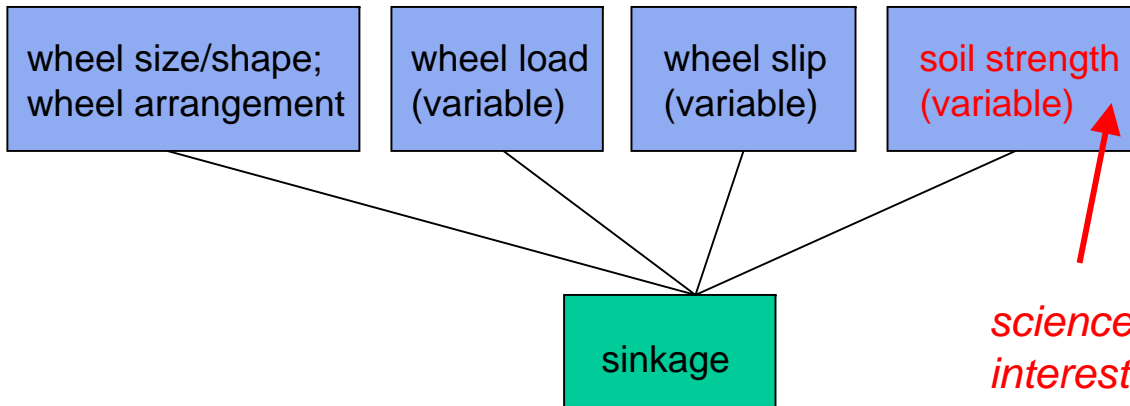 wheel size/shape;
wheel arrangement
wheel load
(variable)
wheel slip
(variable)
soil strength
(variable)
sinkage
science
interest